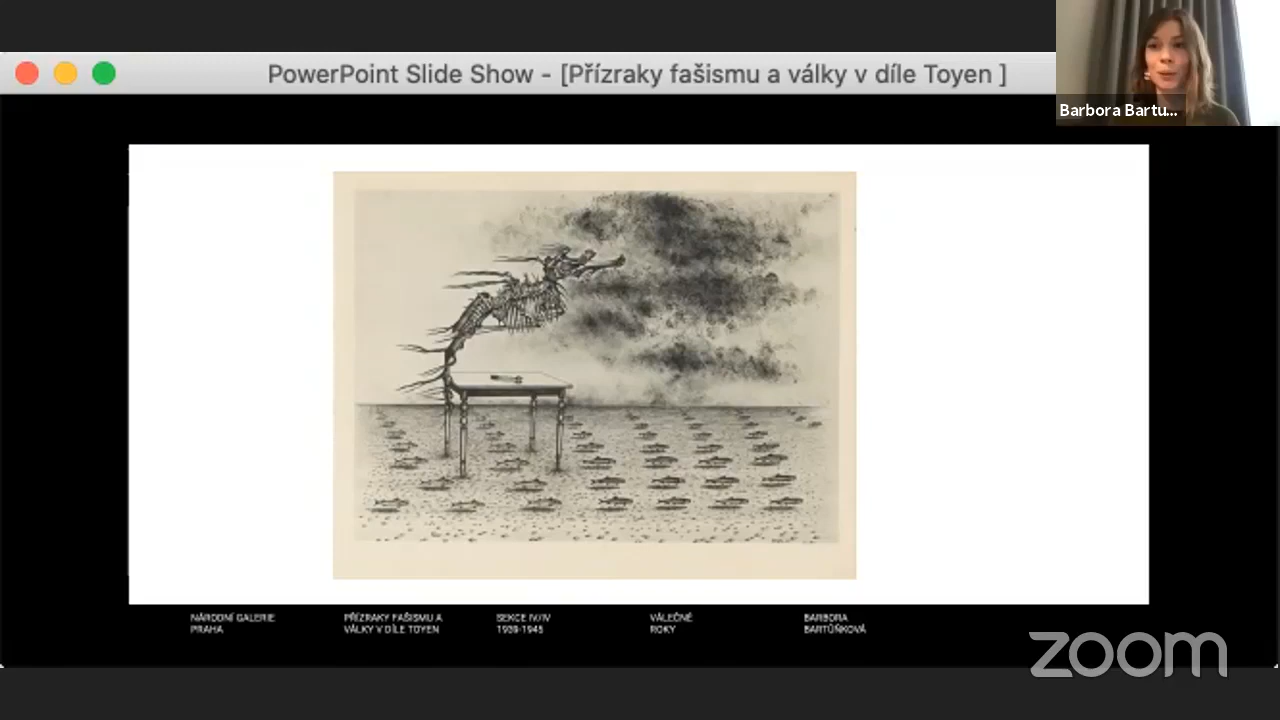 PowerPoint Slide Show - [Přízraky fašismu a války v díle Toyen ]
Barbora Bartu...
NÁRODNÍ GALERIE
PRAHA
PŘÍZRAKY FAŠISMU A
VÁLKY V DÍLE TOYEN
SEKCE IV/IV
1939-1945
VÁLEČNÉ
ROKY
BARBORA
BARTŮŇKOVÁ
zoom